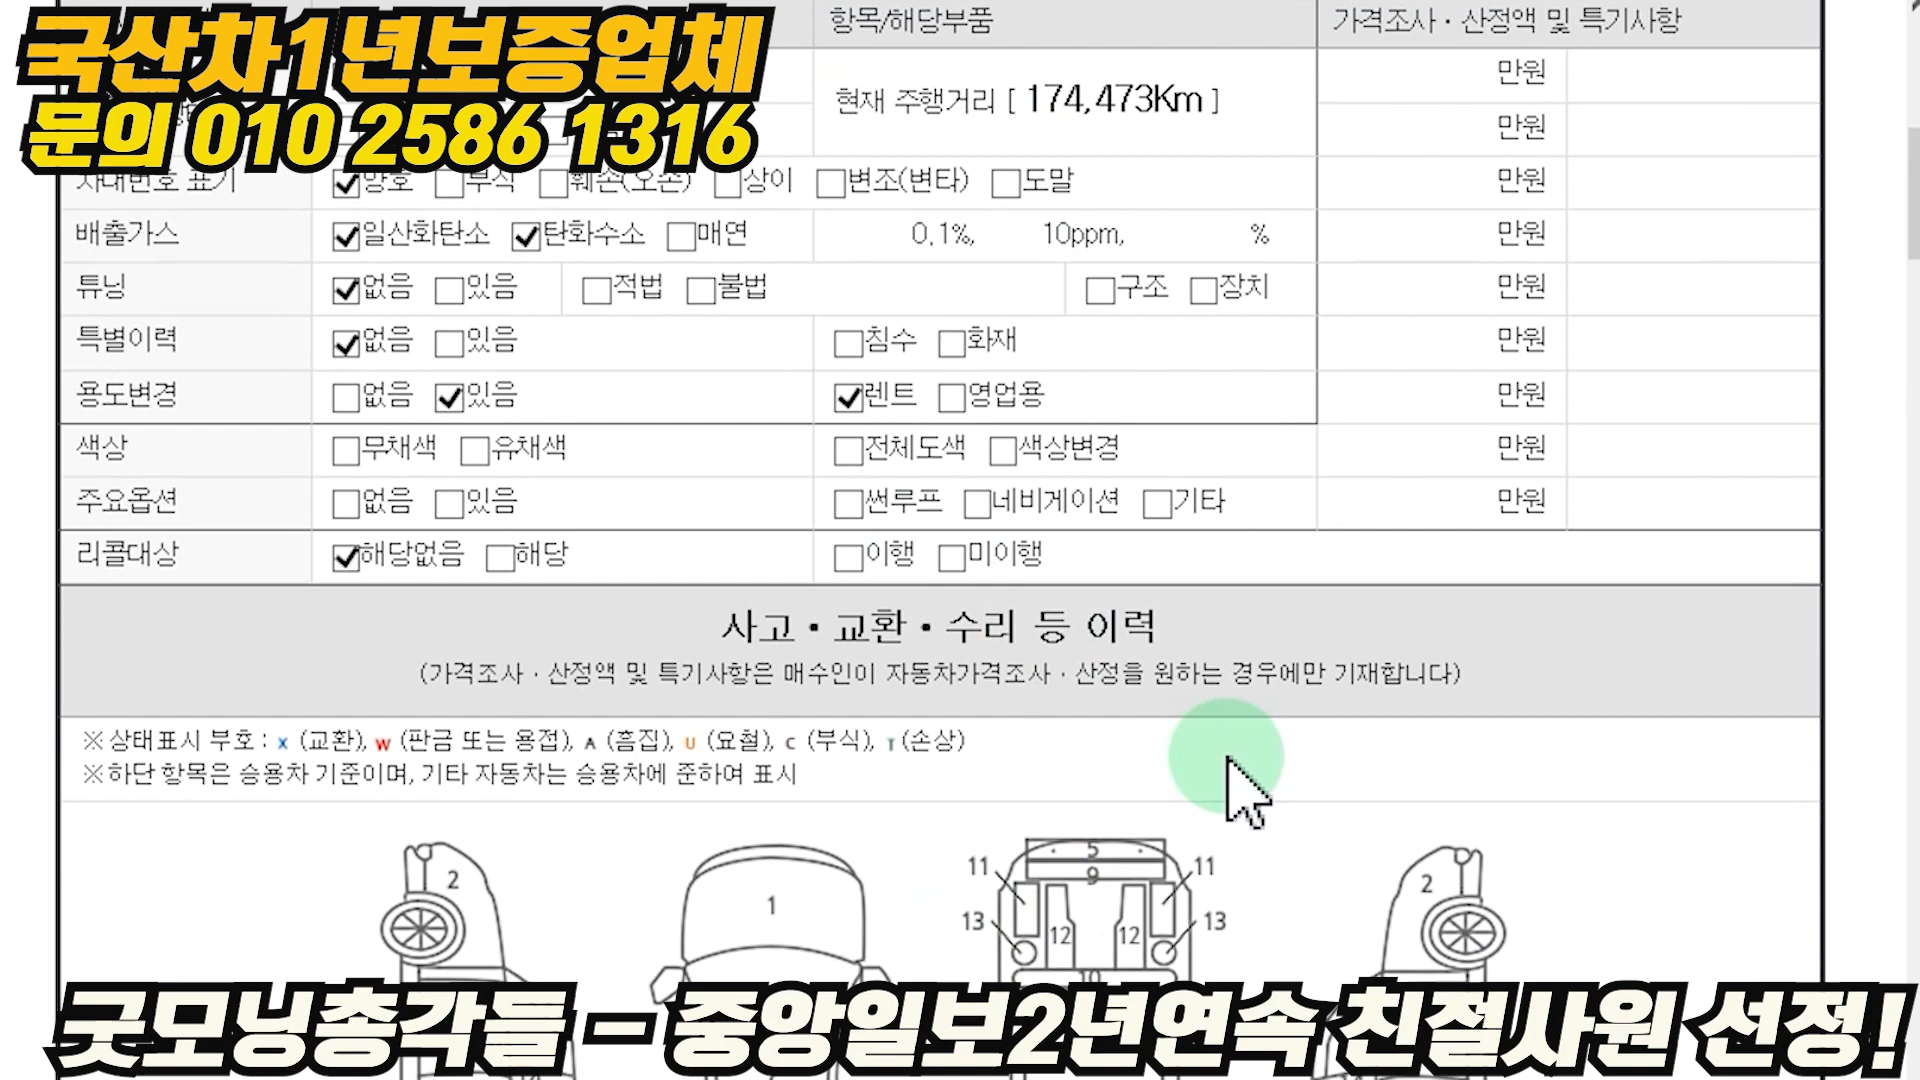 국산차1년보증업체
문의 010 2586 1316
항목/해당부품 가격조사·산정액 및 특기사항
현재 주행거리 [ 174,473Km ] 만원
만원
차대번호 표기 양호 부식 훼손(오손) 상이 변조(변타) 도말 만원
배출가스 일산화탄소 탄화수소 매연 0.1%, 10ppm, % 만원
튜닝 없음 있음 적법 불법 구조 장치 만원
특별이력 없음 있음 침수 화재 만원
용도변경 없음 있음 렌트 영업용 만원
색상 무채색 유채색 전체도색 색상변경 만원
주요옵션 없음 있음 썬루프 네비게이션 기타 만원
리콜대상 해당없음 해당 이행 미이행
사고·교환·수리 등 이력
(가격조사·산정액 및 특기사항은 매수인이 자동차가격조사·산정을 원하는 경우에만 기재합니다)
※ 상태표시 부호 : X (교환), W (판금 또는 용접), A (흠집), U (요철), C (부식), T (손상)
※ 하단 항목은 승용차 기준이며, 기타 자동차는 승용차에 준하여 표시
2 1 5 9 11 11 13 13 12 12 10 2
굿모닝총각들 - 중앙일보2년연속 친절사원 선정!